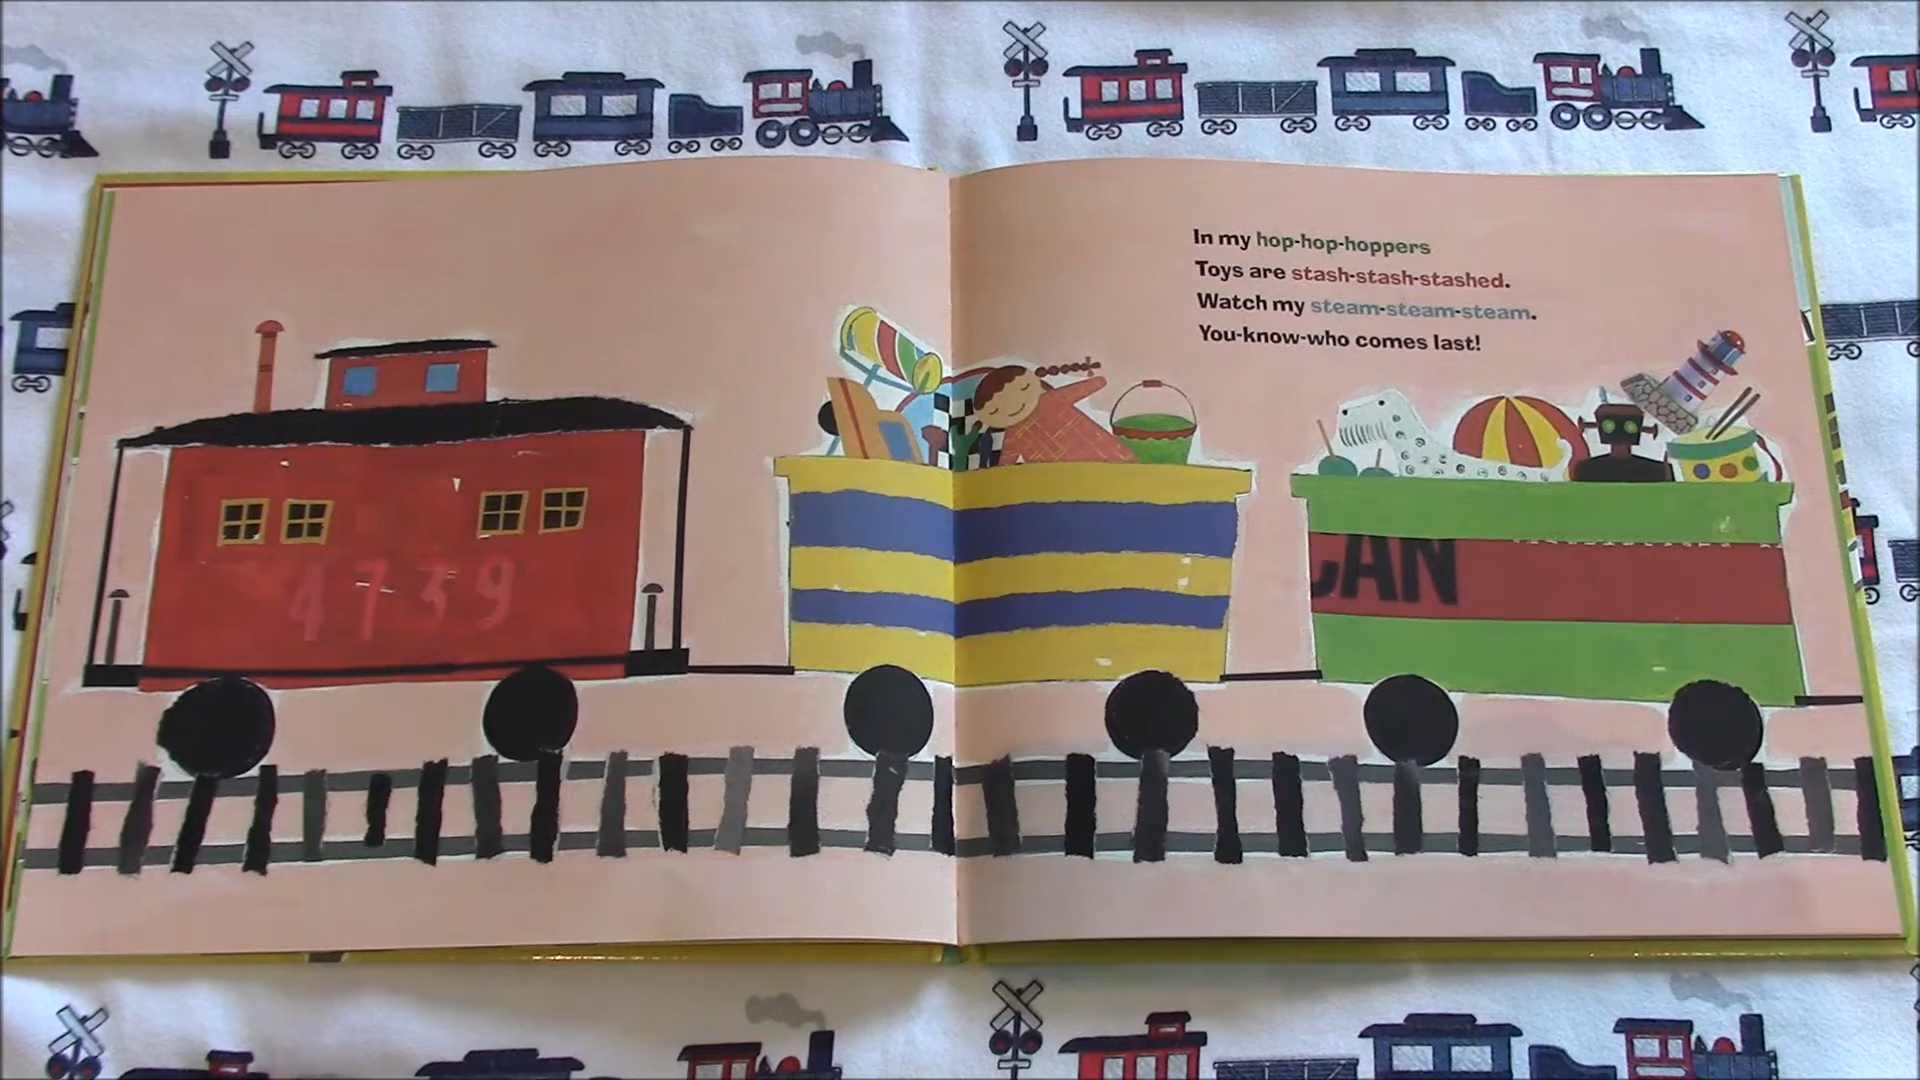 In my hop-hop-hoppers
Toys are stash-stash-stashed.
Watch my steam-steam-steam.
You-know-who comes last!
4739
CAN